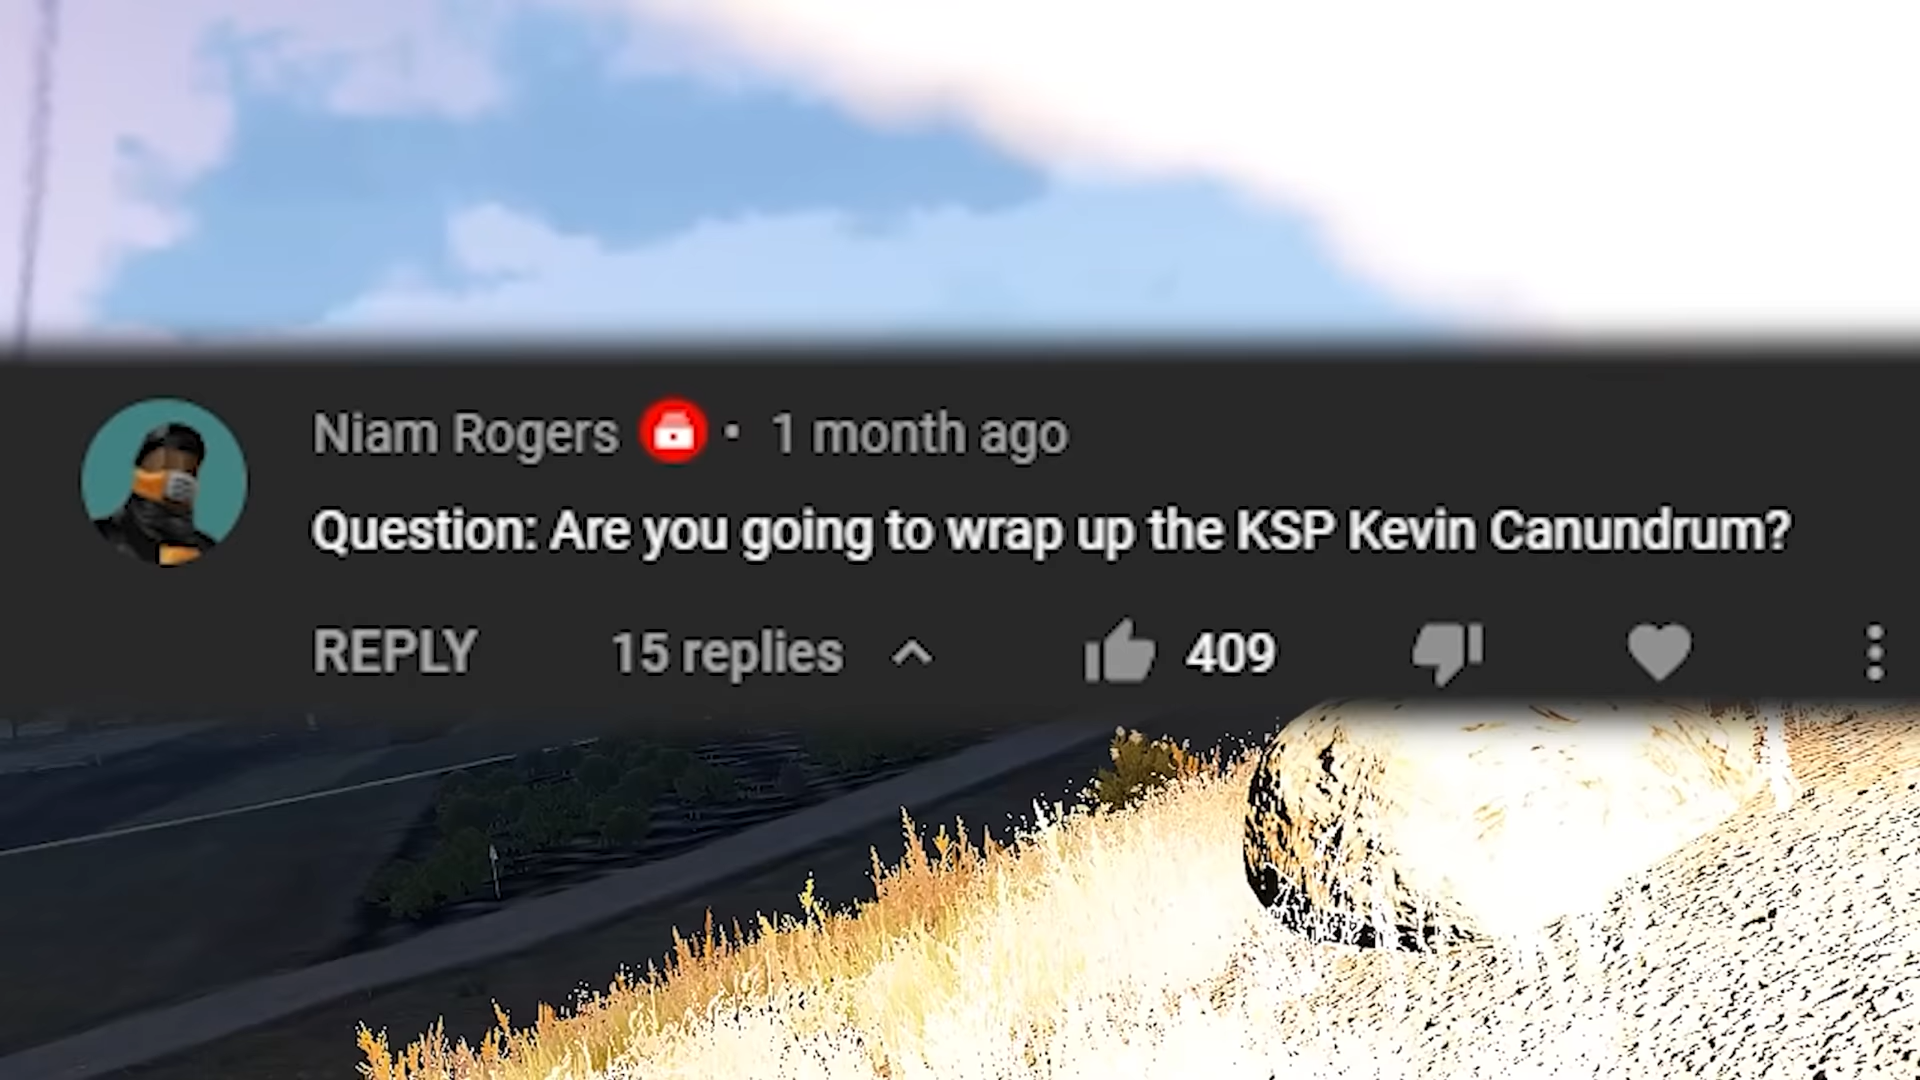 Niam Rogers • 1 month ago
Question: Are you going to wrap up the KSP Kevin Canundrum?
REPLY 15 replies 409